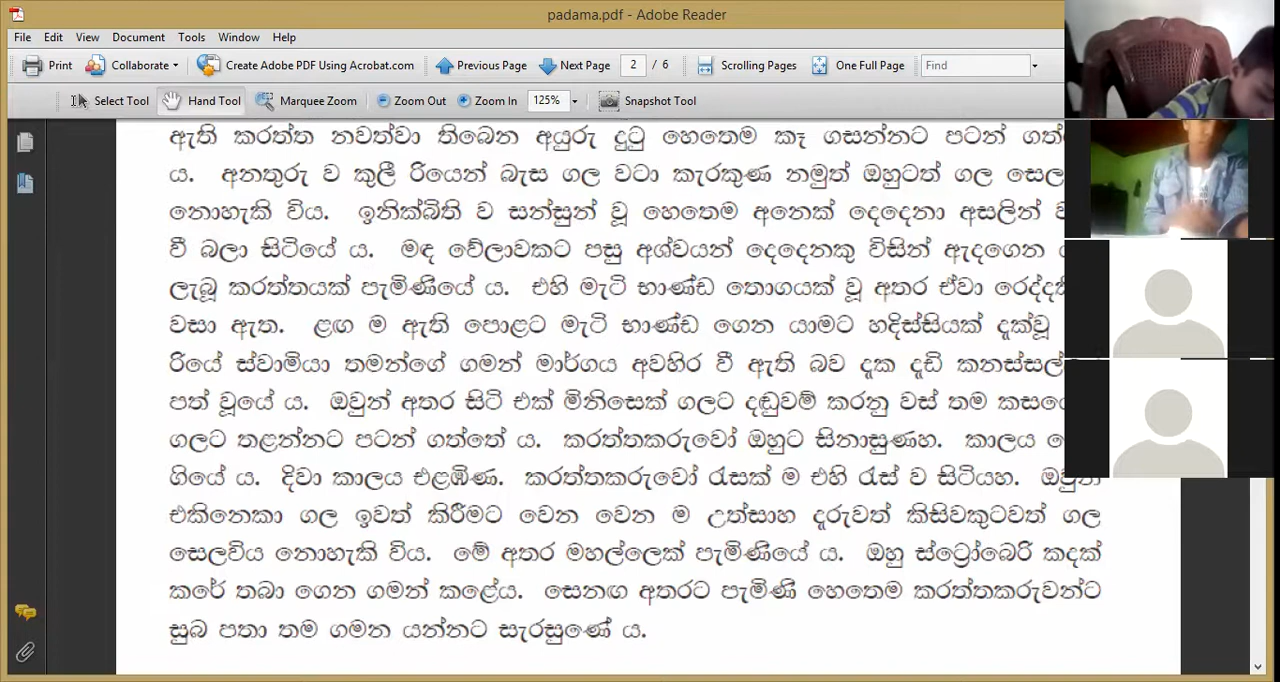 padama.pdf - Adobe Reader
File Edit View Document Tools Window Help
Print Collaborate Create Adobe PDF Using Acrobat.com Previous Page Next Page 2 / 6 Scrolling Pages One Full Page Find
Select Tool Hand Tool Marquee Zoom Zoom Out Zoom In 125% Snapshot Tool
ඇති කරත්ත නවත්වා තිබෙන අයුරු දුටු හෙතෙම කෑ ගසන්නට පටන්
ය. අනතුරු ව කුලී රියෙන් බැස ගල වටා කැරකුණ නමුත් ඔහුටත් ගල
නොහැකි විය. ඉනික්බිති ව සන්සුන් වූ හෙතෙම අනෙක් දෙදෙනා අසලින්
වී බලා සිටියේ ය. මඳ වේලාවකට පසු අශ්වයන් දෙදෙනකු විසින් ඇදගෙන
ලැබූ කරත්තයක් පැමිණියේ ය. එහි මැටි භාණ්ඩ තොගයක් වූ අතර ඒවා
වසා ඇත. ළඟ ම ඇති පොළට මැටි භාණ්ඩ ගෙන යාමට හදිස්සියක් දැක්වූ
රියේ ස්වාමියා තමන්ගේ ගමන් මාර්ගය අවහිර වී ඇති බව දැක දැඩි
පත් වූයේ ය. ඔවුන් අතර සිටි එක් මිනිසෙක් ගලට දඬුවම් කරනු වස් තම
ගලට තළන්නට පටන් ගත්තේ ය. කරත්තකරුවෝ ඔහුට සිනාසුණහ. කාලය
ගියේ ය. දිවා කාලය එළඹිණ. කරත්තකරුවෝ රැසක් ම එහි රැස් ව සිටියහ. ඔවුන්
එකිනෙකා ගල ඉවත් කිරීමට වෙන වෙන ම උත්සාහ දැරුවත් කිසිවකුටවත් ගල
සෙලවිය නොහැකි විය. මේ අතර මහල්ලෙක් පැමිණියේ ය. ඔහු ස්ට්‍රෝබෙරි කදක්
කරේ තබා ගෙන ගමන් කළේය. සෙනඟ අතරට පැමිණි හෙතෙම කරත්තකරුවන්ට
සුබ පතා තම ගමන යන්නට සැරසුණේ ය.